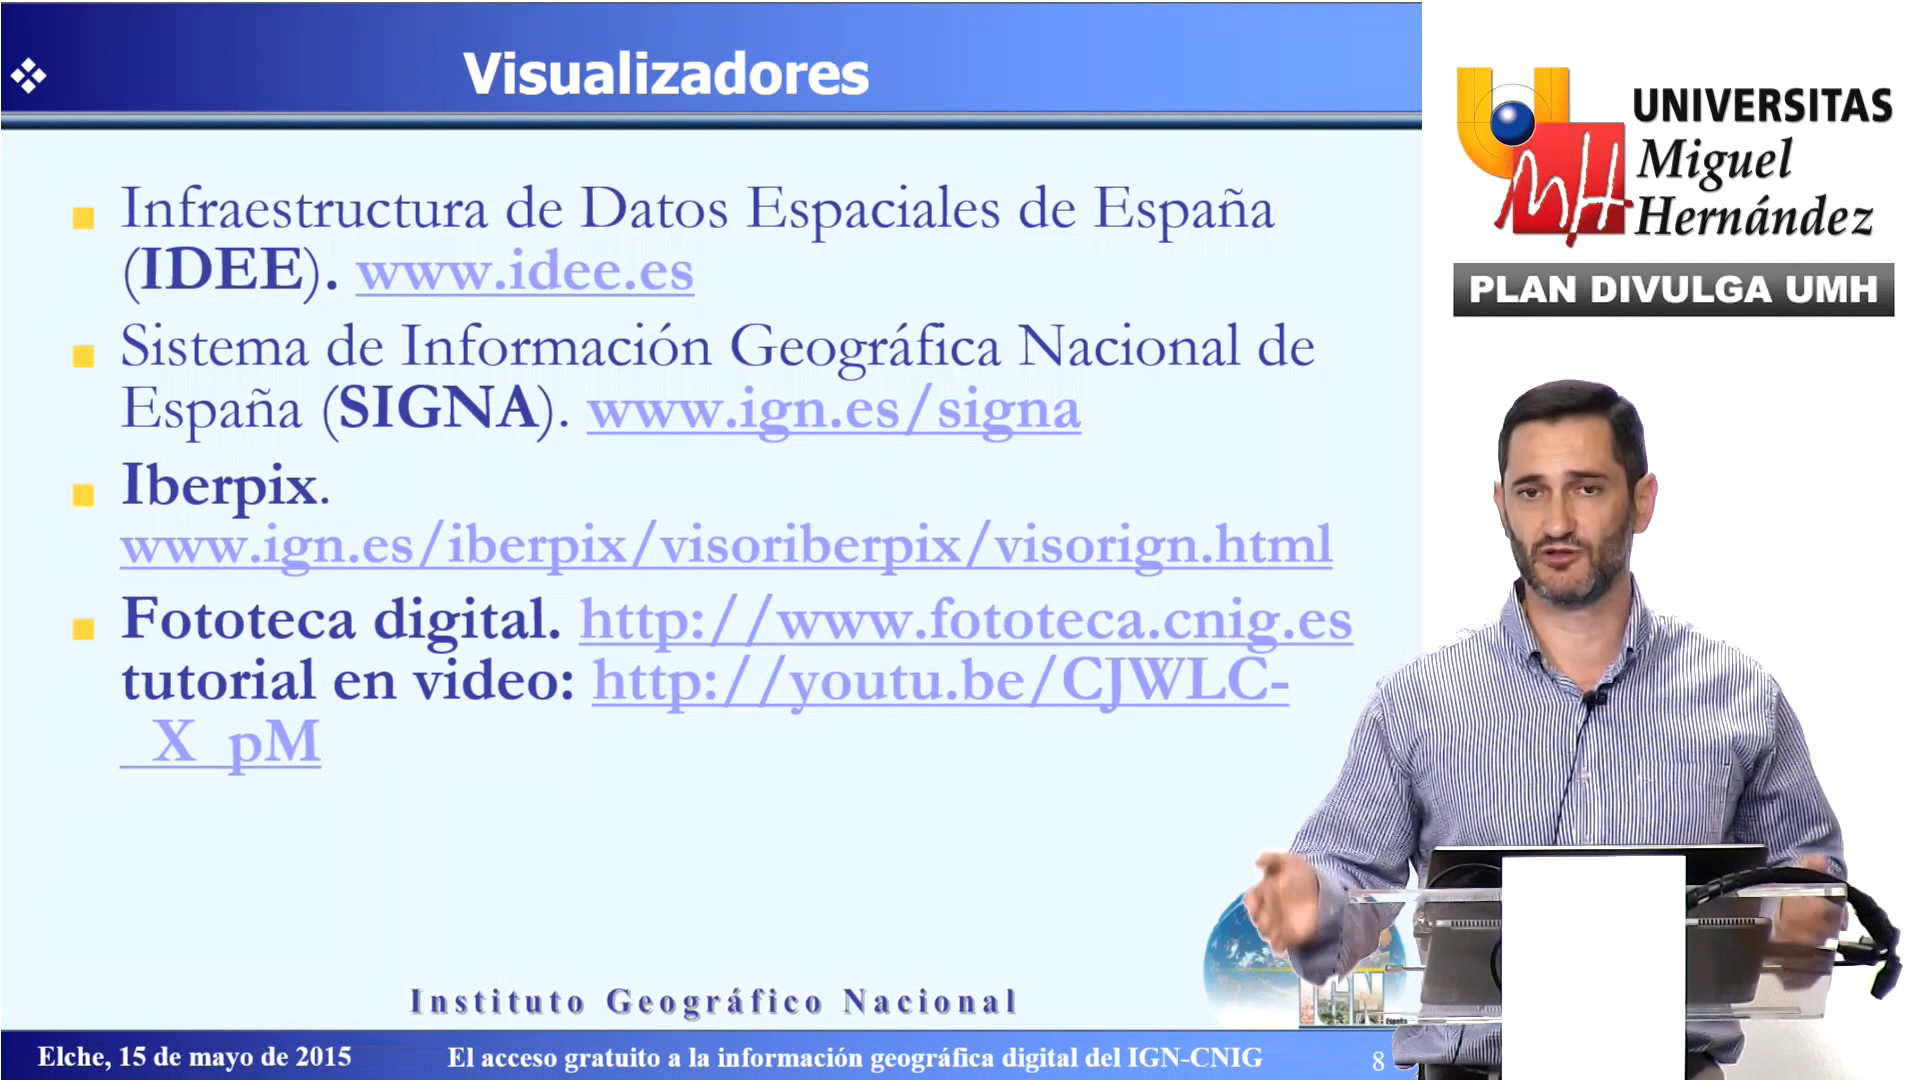 Visualizadores
Infraestructura de Datos Espaciales de España
(IDEE). www.idee.es
Sistema de Información Geográfica Nacional de
España (SIGNA). www.ign.es/signa
Iberpix.
www.ign.es/iberpix/visoriberpix/visorign.html
Fototeca digital. http://www.fototeca.cnig.es
tutorial en video: http://youtu.be/CJWLC-
_X_pM
Instituto Geográfico Nacional
IGN
España
Elche, 15 de mayo de 2015
El acceso gratuito a la información geográfica digital del IGN-CNIG
8
UNIVERSITAS
Miguel
Hernández
PLAN DIVULGA UMH